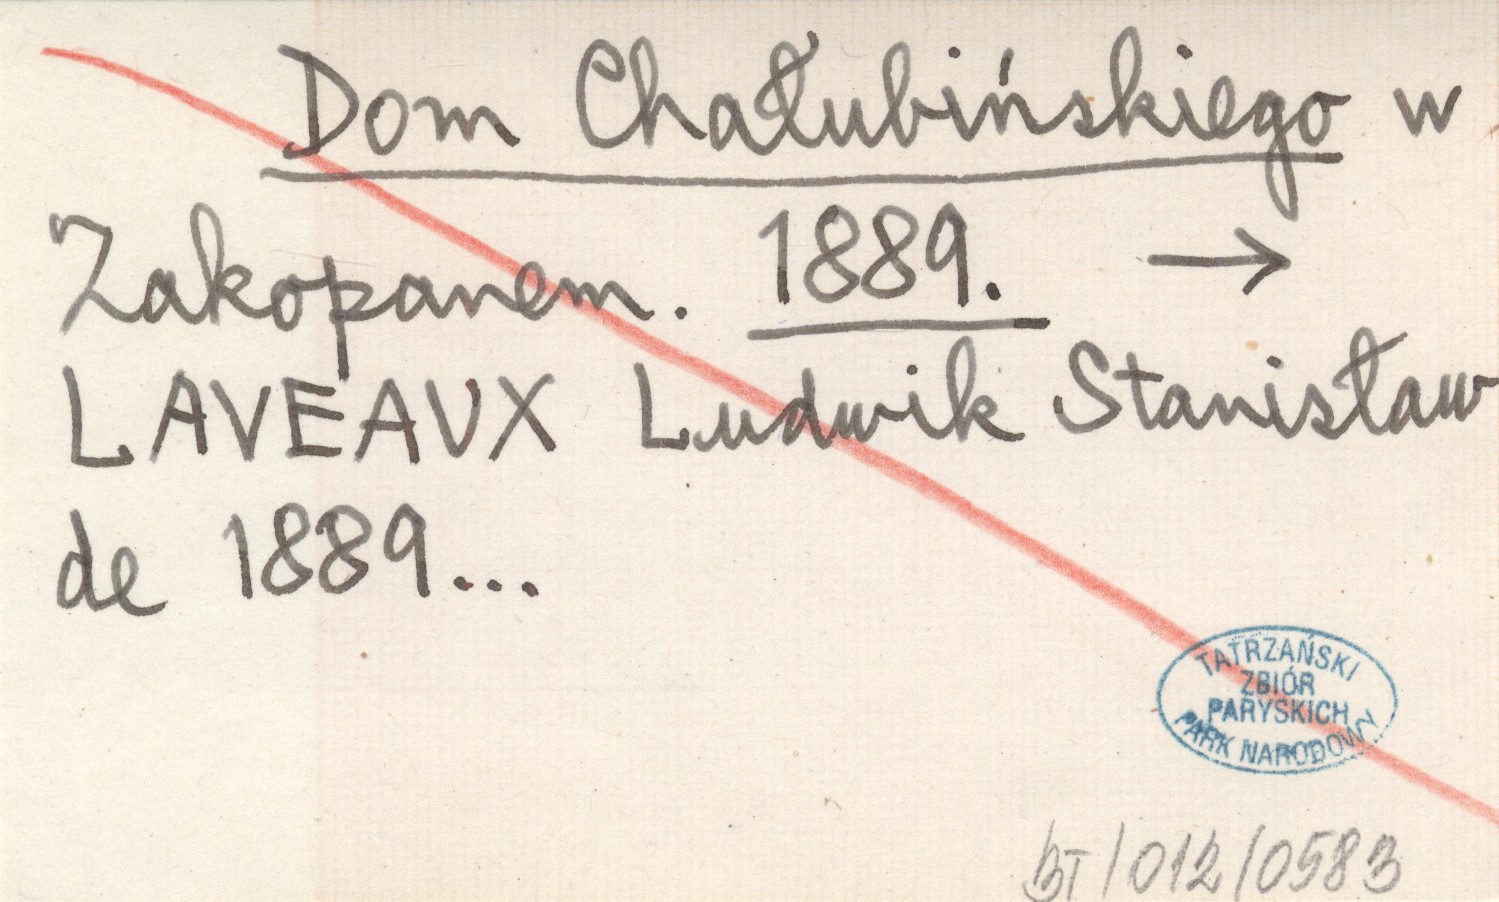 Dom Chałubińskiego w
Zakopanem. 1889. →
LAVEAUX Ludwik Stanisław
de 1889...
TATRZAŃSKI
ZBIÓR
PARYSKICH
PARK NARODOWY
BT/012/0583